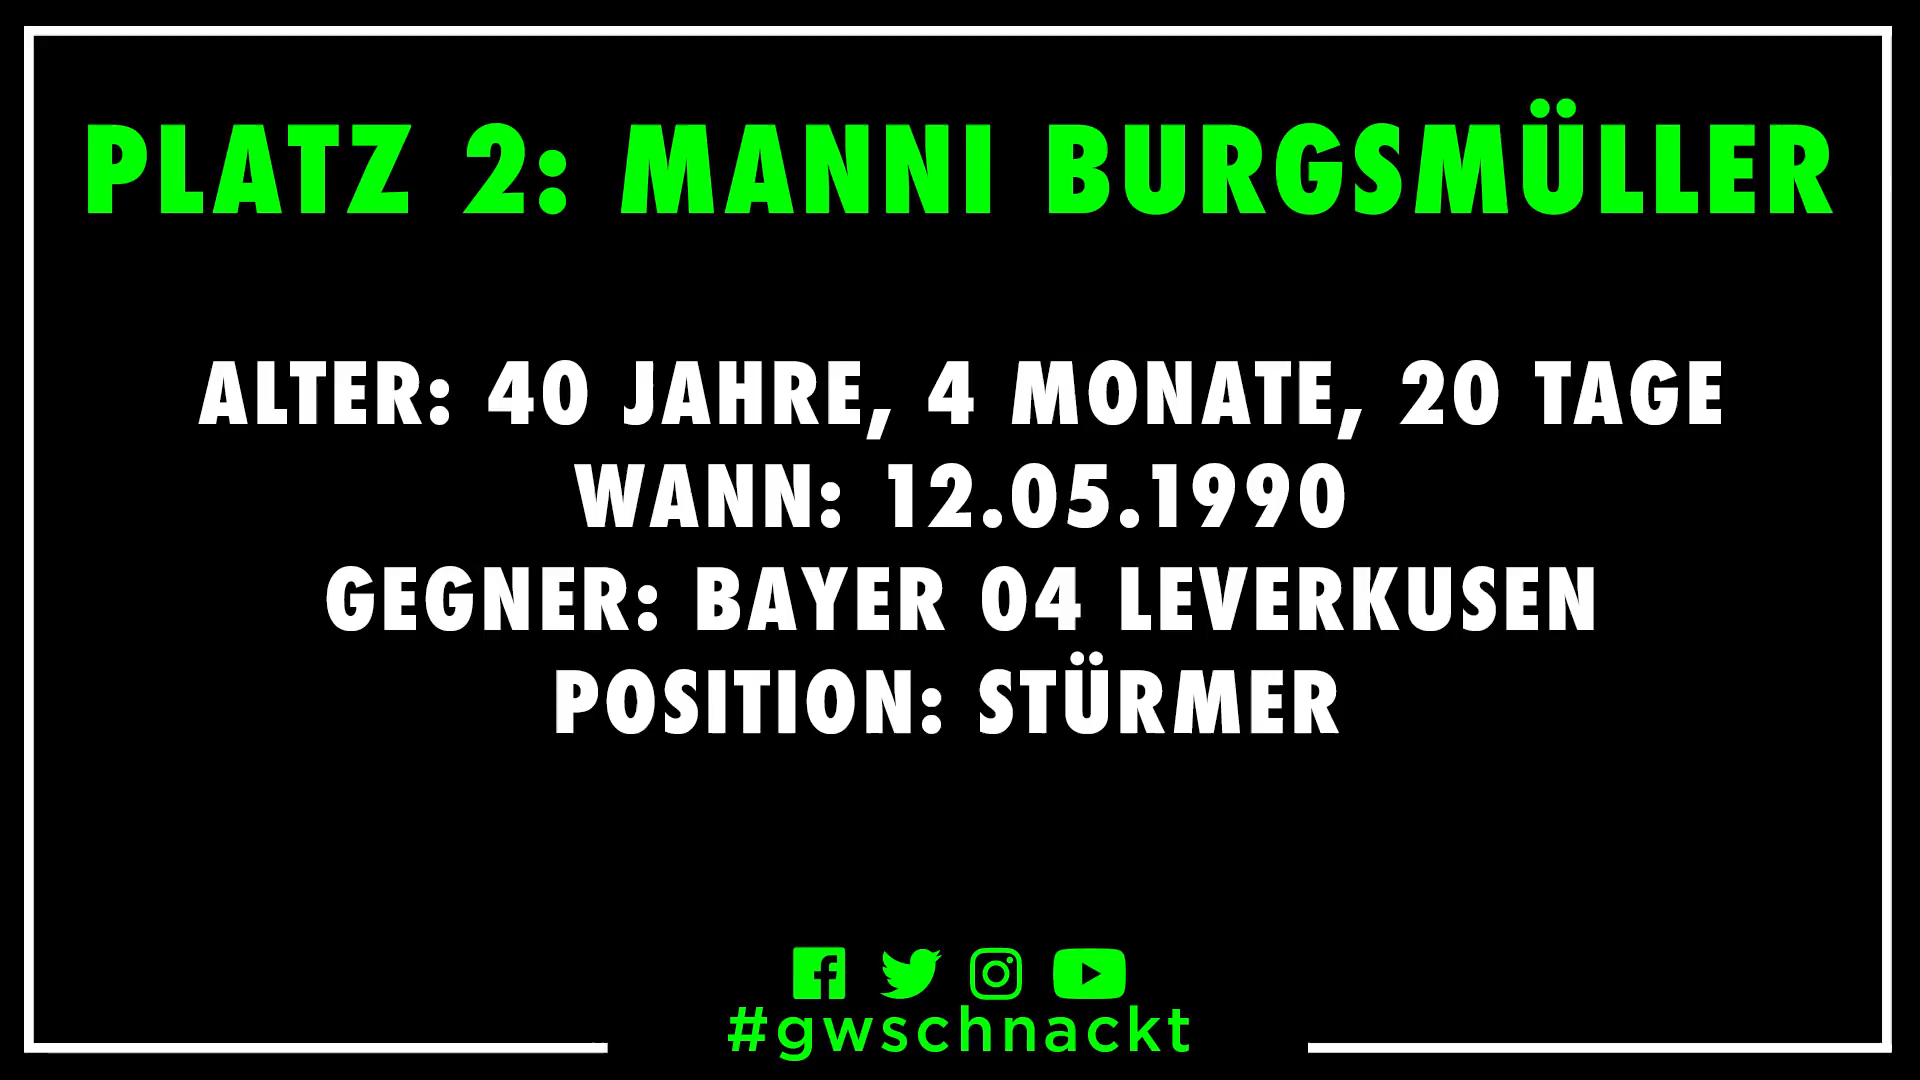 PLATZ 2: MANNI BURGSMÜLLER
ALTER: 40 JAHRE, 4 MONATE, 20 TAGE
WANN: 12.05.1990
GEGNER: BAYER 04 LEVERKUSEN
POSITION: STÜRMER
#gwschnackt